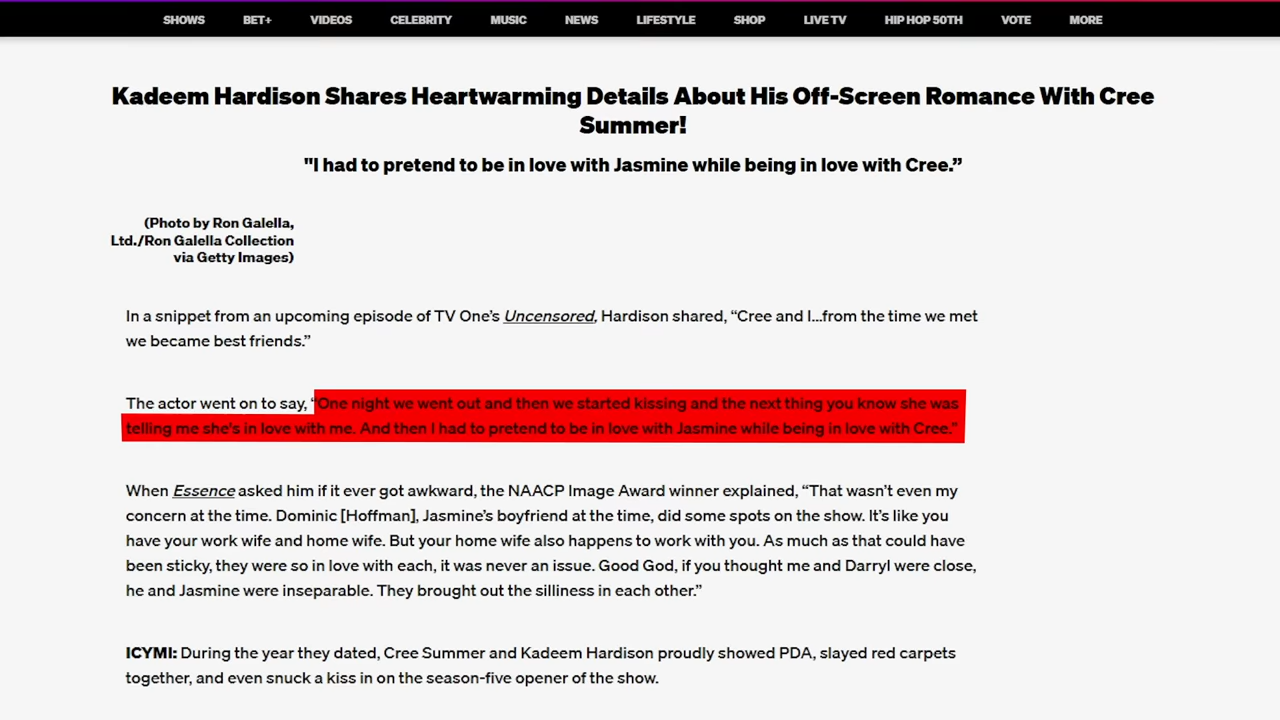 SHOWS BET+ VIDEOS CELEBRITY MUSIC NEWS LIFESTYLE SHOP LIVE TV HIP HOP 50TH VOTE MORE
Kadeem Hardison Shares Heartwarming Details About His Off-Screen Romance With Cree
Summer!
"I had to pretend to be in love with Jasmine while being in love with Cree.”
(Photo by Ron Galella,
Ltd./Ron Galella Collection
via Getty Images)
In a snippet from an upcoming episode of TV One’s Uncensored, Hardison shared, “Cree and I...from the time we met
we became best friends.”
The actor went on to say, “One night we went out and then we started kissing and the next thing you know she was
telling me she's in love with me. And then I had to pretend to be in love with Jasmine while being in love with Cree.”
When Essence asked him if it ever got awkward, the NAACP Image Award winner explained, “That wasn’t even my
concern at the time. Dominic [Hoffman], Jasmine’s boyfriend at the time, did some spots on the show. It’s like you
have your work wife and home wife. But your home wife also happens to work with you. As much as that could have
been sticky, they were so in love with each, it was never an issue. Good God, if you thought me and Darryl were close,
he and Jasmine were inseparable. They brought out the silliness in each other.”
ICYMI: During the year they dated, Cree Summer and Kadeem Hardison proudly showed PDA, slayed red carpets
together, and even snuck a kiss in on the season-five opener of the show.